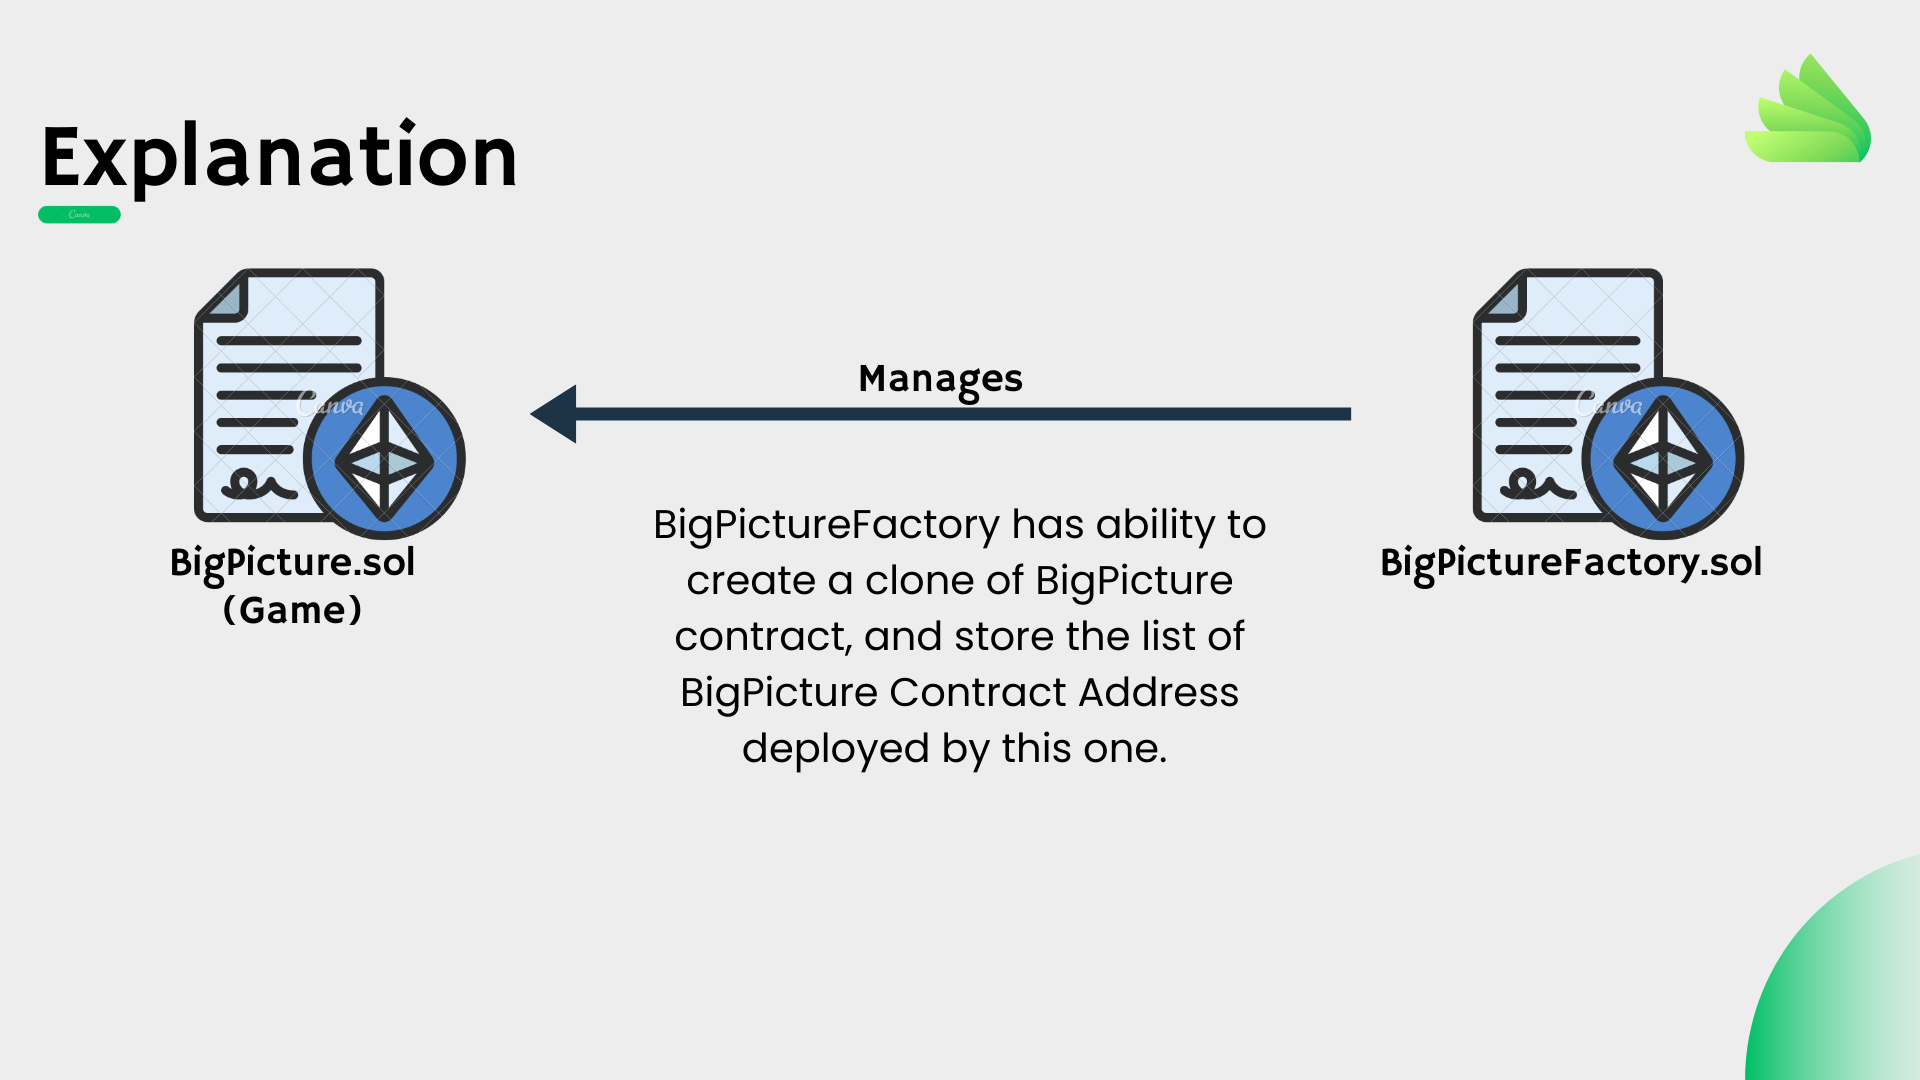 Explanation
Canva
Canva
Canva
Manages
BigPicture.sol
(Game)
BigPictureFactory has ability to
create a clone of BigPicture
contract, and store the list of
BigPicture Contract Address
deployed by this one.
BigPictureFactory.sol